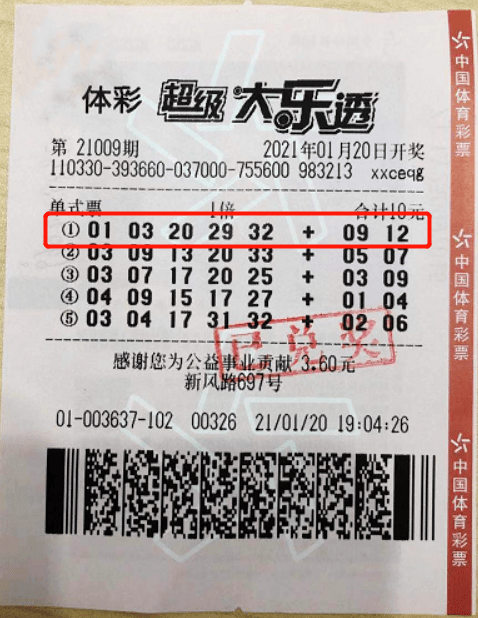 体彩 超级大乐透
第 21009期 2021年01月20日开奖
110330-393660-037000-755600 983213 xxceqg
单式票 1倍 合计10元
① 01 03 20 29 32 + 09 12
② 03 09 13 20 33 + 05 07
③ 03 07 17 20 25 + 03 09
④ 04 09 15 17 27 + 01 04
⑤ 03 04 17 31 32 + 02 06
已兑奖
感谢您为公益事业贡献 3.60元
新风路697号
01-003637-102 00326 21/01/20 19:04:26
中国体育彩票
中国体育彩票
中国体育彩票